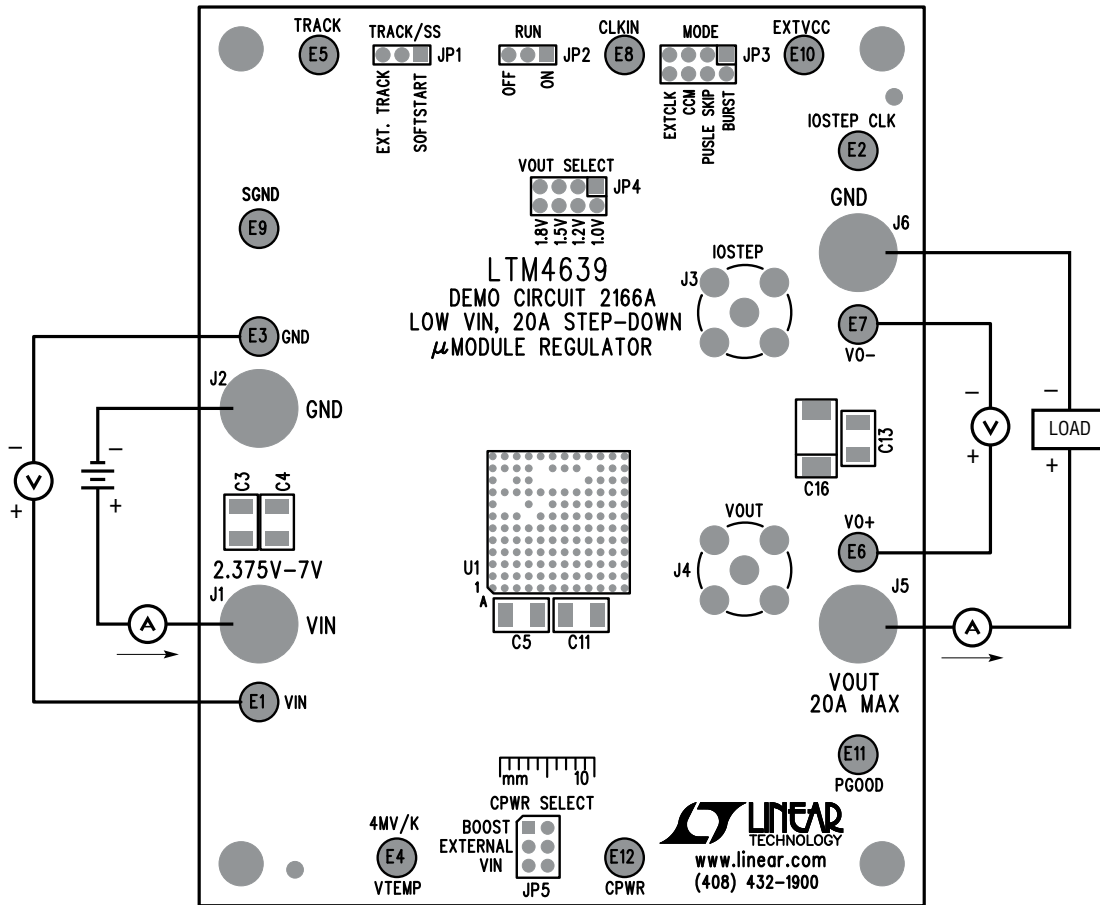 TRACK
E5
TRACK/SS
JP1
EXT. TRACK
SOFTSTART
RUN
JP2
OFF
ON
CLKIN
E8
MODE
JP3
EXTCLK
CCM
PUSLE SKIP
BURST
EXTVCC
E10
IOSTEP CLK
E2
VOUT SELECT
JP4
1.8V
1.5V
1.2V
1.0V
SGND
E9
GND
J6
LTM4639
DEMO CIRCUIT 2166A
LOW VIN, 20A STEP-DOWN
µMODULE REGULATOR
IOSTEP
J3
E3 GND
E7
VO-
J2
GND
-
V
+
-
+
-
V
+
-
LOAD
+
C3
C4
C16
C13
2.375V-7V
J1
VIN
A
E1 VIN
U1
1
A
C5
C11
VOUT
J4
VO+
E6
J5
A
VOUT
20A MAX
E11
PGOOD
mm 10
CPWR SELECT
BOOST
EXTERNAL
VIN
JP5
4MV/K
E4
VTEMP
E12
CPWR
LINEAR
TECHNOLOGY
www.linear.com
(408) 432-1900